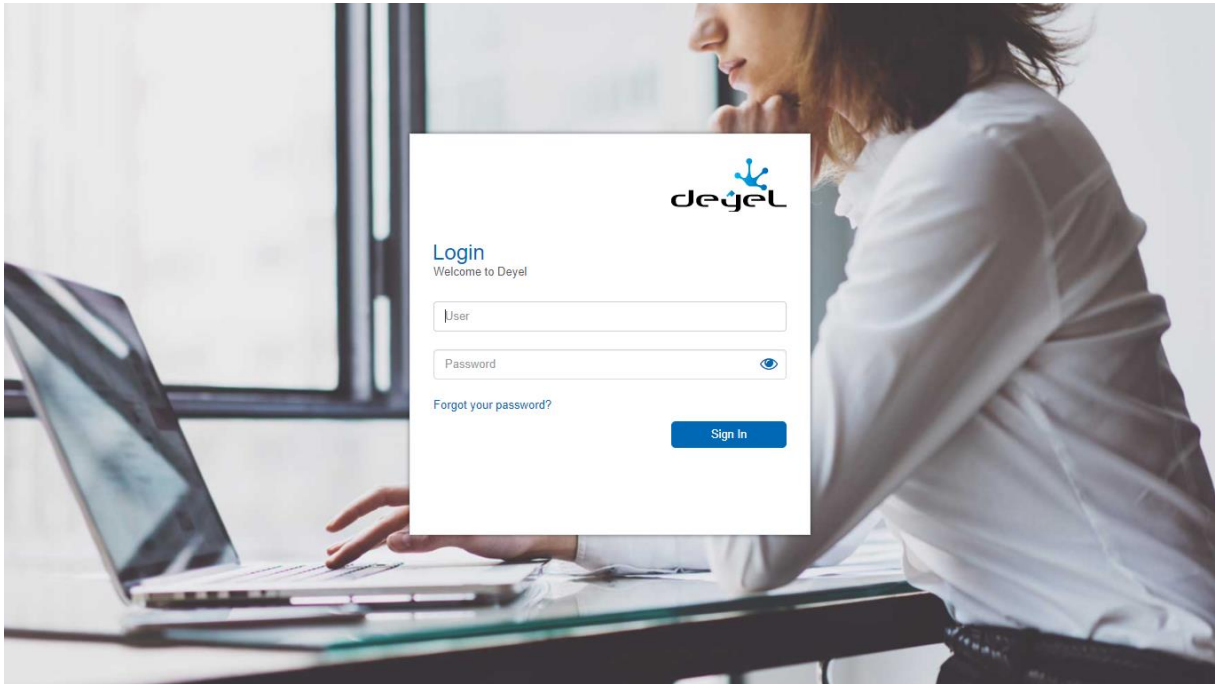 deyel
Login
Welcome to Deyel
User
Password
Forgot your password?
Sign In